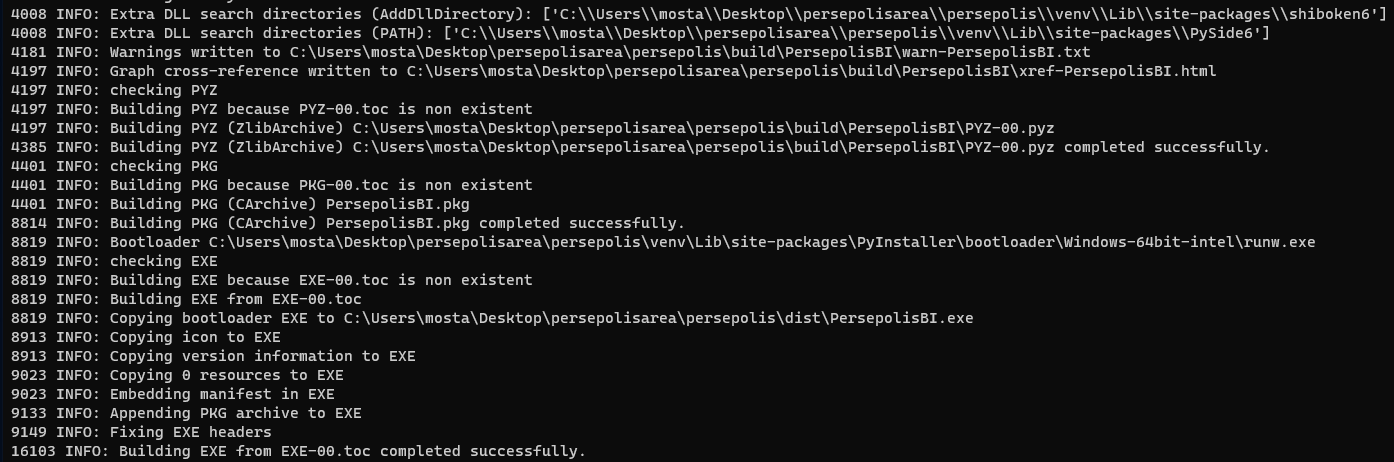 4008 INFO: Extra DLL search directories (AddDllDirectory): ['C:\\Users\\mosta\\Desktop\\persepolisarea\\persepolis\\venv\\Lib\\site-packages\\shiboken6']
4008 INFO: Extra DLL search directories (PATH): ['C:\\Users\\mosta\\Desktop\\persepolisarea\\persepolis\\venv\\Lib\\site-packages\\PySide6']
4181 INFO: Warnings written to C:\Users\mosta\Desktop\persepolisarea\persepolis\build\PersepolisBI\warn-PersepolisBI.txt
4197 INFO: Graph cross-reference written to C:\Users\mosta\Desktop\persepolisarea\persepolis\build\PersepolisBI\xref-PersepolisBI.html
4197 INFO: checking PYZ
4197 INFO: Building PYZ because PYZ-00.toc is non existent
4197 INFO: Building PYZ (ZlibArchive) C:\Users\mosta\Desktop\persepolisarea\persepolis\build\PersepolisBI\PYZ-00.pyz
4385 INFO: Building PYZ (ZlibArchive) C:\Users\mosta\Desktop\persepolisarea\persepolis\build\PersepolisBI\PYZ-00.pyz completed successfully.
4401 INFO: checking PKG
4401 INFO: Building PKG because PKG-00.toc is non existent
4401 INFO: Building PKG (CArchive) PersepolisBI.pkg
8814 INFO: Building PKG (CArchive) PersepolisBI.pkg completed successfully.
8819 INFO: Bootloader C:\Users\mosta\Desktop\persepolisarea\persepolis\venv\Lib\site-packages\PyInstaller\bootloader\Windows-64bit-intel\runw.exe
8819 INFO: checking EXE
8819 INFO: Building EXE because EXE-00.toc is non existent
8819 INFO: Building EXE from EXE-00.toc
8819 INFO: Copying bootloader EXE to C:\Users\mosta\Desktop\persepolisarea\persepolis\dist\PersepolisBI.exe
8913 INFO: Copying icon to EXE
8913 INFO: Copying version information to EXE
9023 INFO: Copying 0 resources to EXE
9023 INFO: Embedding manifest in EXE
9133 INFO: Appending PKG archive to EXE
9149 INFO: Fixing EXE headers
16103 INFO: Building EXE from EXE-00.toc completed successfully.